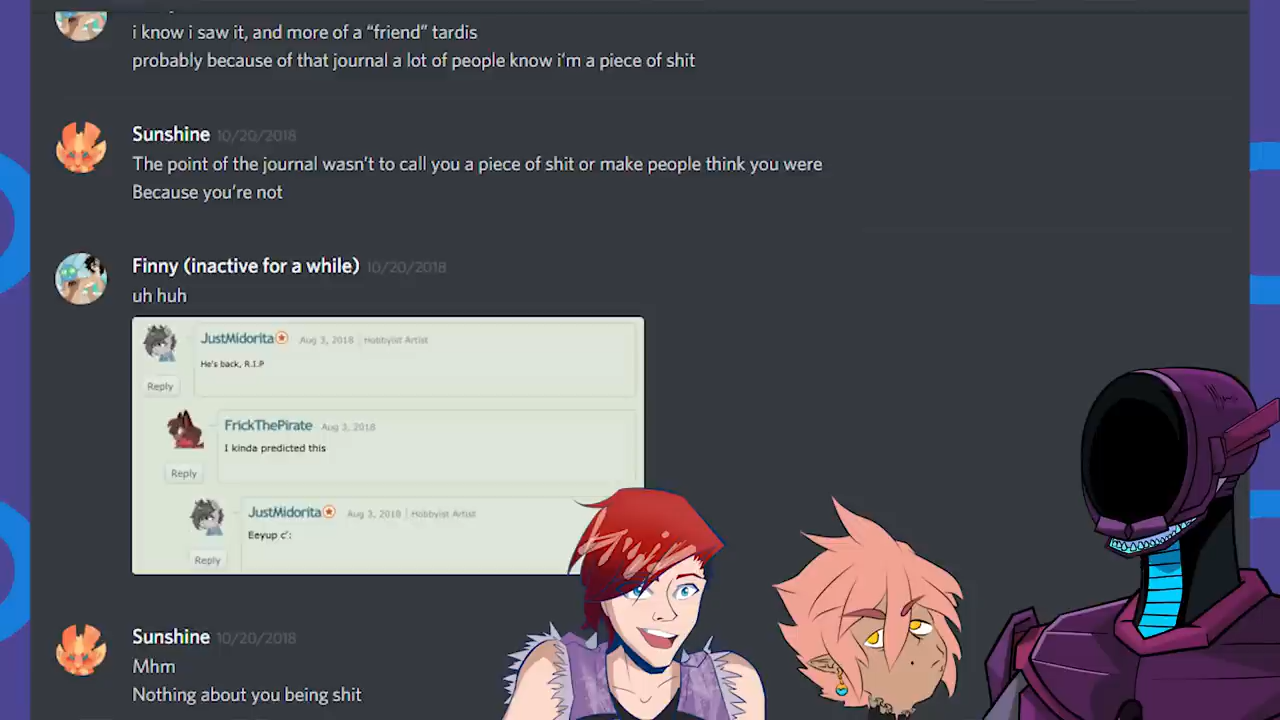 i know i saw it, and more of a “friend” tardis
probably because of that journal a lot of people know i’m a piece of shit
Sunshine 10/20/2018
The point of the journal wasn’t to call you a piece of shit or make people think you were
Because you’re not
Finny (inactive for a while) 10/20/2018
uh huh
JustMidorita Aug 3, 2018 | Hobbyist Artist
He's back, R.I.P
Reply
FrickThePirate Aug 3, 2018
I kinda predicted this
Reply
JustMidorita Aug 3, 2018 | Hobbyist Artist
Eeyup c':
Reply
Sunshine 10/20/2018
Mhm
Nothing about you being shit